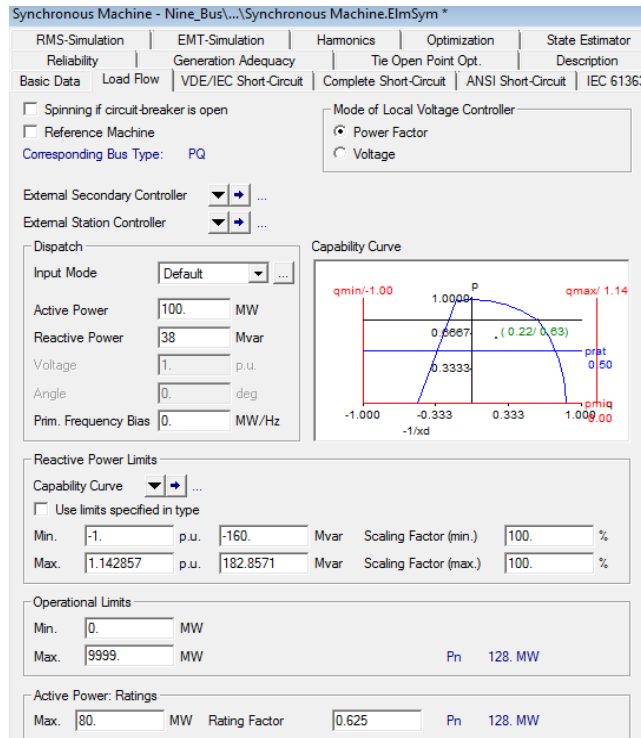 Synchronous Machine - Nine_Bus\...\Synchronous Machine.ElmSym *
RMS-Simulation EMT-Simulation Harmonics Optimization State Estimator
Reliability Generation Adequacy Tie Open Point Opt. Description
Basic Data Load Flow VDE/IEC Short-Circuit Complete Short-Circuit ANSI Short-Circuit IEC 61363
Spinning if circuit-breaker is open
Reference Machine
Corresponding Bus Type: PQ
Mode of Local Voltage Controller
Power Factor
Voltage
External Secondary Controller ...
External Station Controller ...
Dispatch
Input Mode Default ...
Active Power 100. MW
Reactive Power 38 Mvar
Voltage 1. p.u.
Angle 0. deg
Prim. Frequency Bias 0. MW/Hz
Capability Curve
qmin/-1.00 p qmax/ 1.14
1.0000
0.6667 ( 0.22/ 0.63)
prat
0.3333 0.50
pmin
-1.000 -0.333 0.333 1.000 0.00
-1/xd
Reactive Power Limits
Capability Curve ...
Use limits specified in type
Min. -1. p.u. -160. Mvar Scaling Factor (min.) 100. %
Max. 1.142857 p.u. 182.8571 Mvar Scaling Factor (max.) 100. %
Operational Limits
Min. 0. MW
Max. 9999. MW Pn 128. MW
Active Power: Ratings
Max. 80. MW Rating Factor 0.625 Pn 128. MW